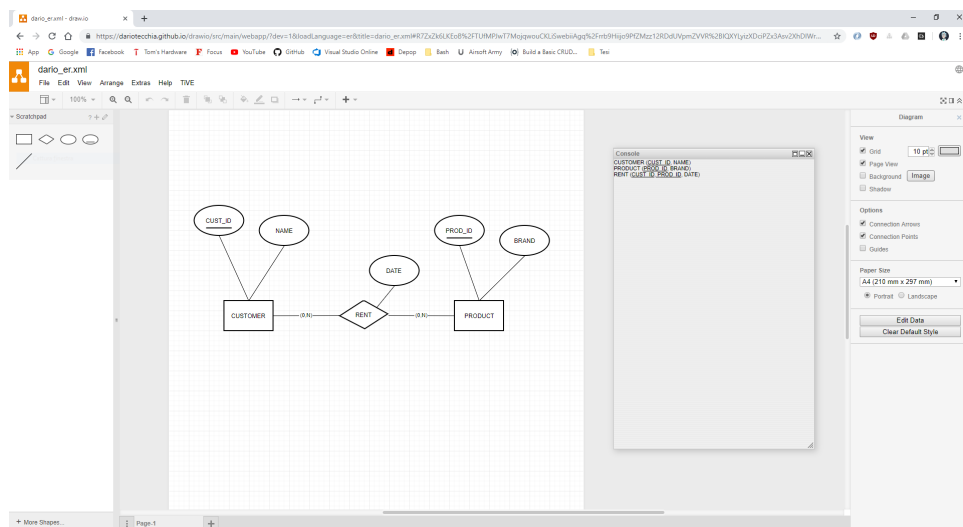 dario_er.xml - draw.io
https://dariotecchia.github.io/drawio/src/main/webapp/?dev=1&loadLanguage=er&title=dario_er.xml
App Google Facebook Tom's Hardware Focus YouTube GitHub Visual Studio Online Depop Bash Airsoft Army Build a Basic CRUD... Tesi
dario_er.xml
File Edit View Arrange Extras Help TiVE
100%
Scratchpad
Diagram
View
Grid 10 pt
Page View
Background Image
Shadow
Options
Connection Arrows
Connection Points
Guides
Paper Size
A4 (210 mm x 297 mm)
Portrait Landscape
Edit Data
Clear Default Style
Console
CUSTOMER (CUST_ID, NAME)
PRODUCT (PROD_ID, BRAND)
RENT (CUST_ID, PROD_ID, DATE)
CUST_ID
NAME
PROD_ID
BRAND
DATE
CUSTOMER
(0,N)
RENT
(0,N)
PRODUCT
+ More Shapes...
Page-1